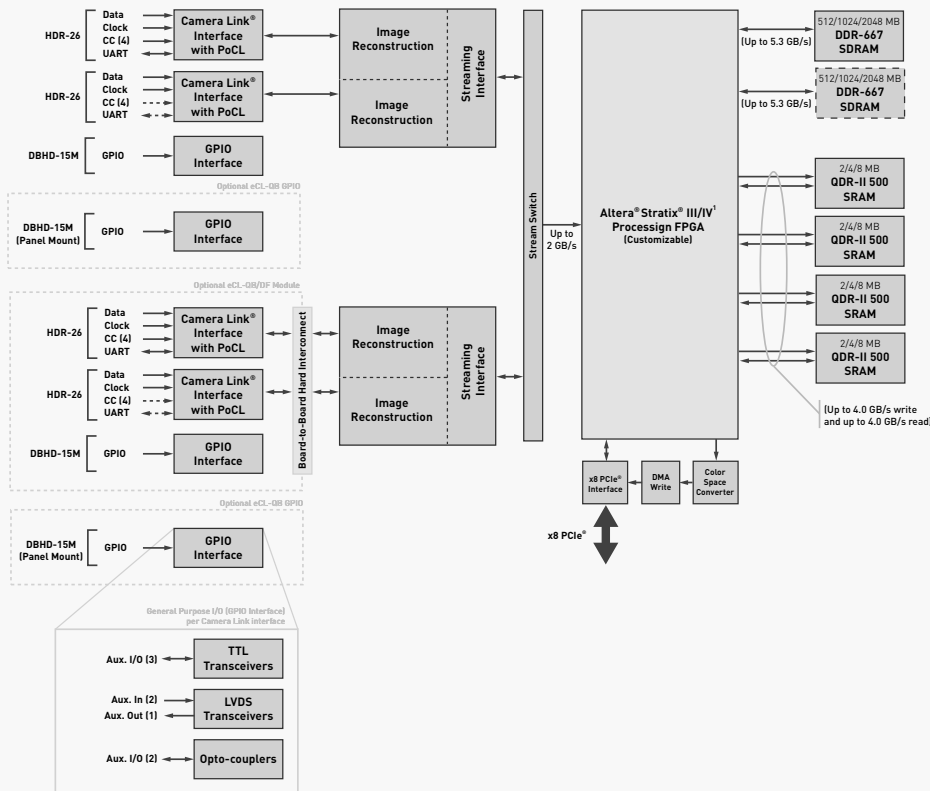 HDR-26
Data
Clock
CC (4)
UART
Camera Link®
Interface
with PoCL
HDR-26
Data
Clock
CC (4)
UART
Camera Link®
Interface
with PoCL
DBHD-15M
GPIO
GPIO
Interface
Optional eCL-QB GPIO
DBHD-15M
(Panel Mount)
GPIO
GPIO
Interface
Image
Reconstruction
Image
Reconstruction
Streaming
Interface
Optional eCL-QB/DF Module
HDR-26
Data
Clock
CC (4)
UART
Camera Link®
Interface
with PoCL
HDR-26
Data
Clock
CC (4)
UART
Camera Link®
Interface
with PoCL
DBHD-15M
GPIO
GPIO
Interface
Board-to-Board Hard Interconnect
Image
Reconstruction
Image
Reconstruction
Streaming
Interface
Optional eCL-QB GPIO
DBHD-15M
(Panel Mount)
GPIO
GPIO
Interface
General Purpose I/O (GPIO Interface)
per Camera Link interface
Aux. I/O (3)
TTL
Transceivers
Aux. In (2)
Aux. Out (1)
LVDS
Transceivers
Aux. I/O (2)
Opto-couplers
Stream Switch
Up to
2 GB/s
Altera® Stratix® III/IV¹
Processign FPGA
(Customizable)
(Up to 5.3 GB/s)
512/1024/2048 MB
DDR-667
SDRAM
(Up to 5.3 GB/s)
512/1024/2048 MB
DDR-667
SDRAM
2/4/8 MB
QDR-II 500
SRAM
2/4/8 MB
QDR-II 500
SRAM
2/4/8 MB
QDR-II 500
SRAM
2/4/8 MB
QDR-II 500
SRAM
(Up to 4.0 GB/s write
and up to 4.0 GB/s read)
x8 PCIe®
Interface
DMA
Write
Color
Space
Converter
x8 PCIe®